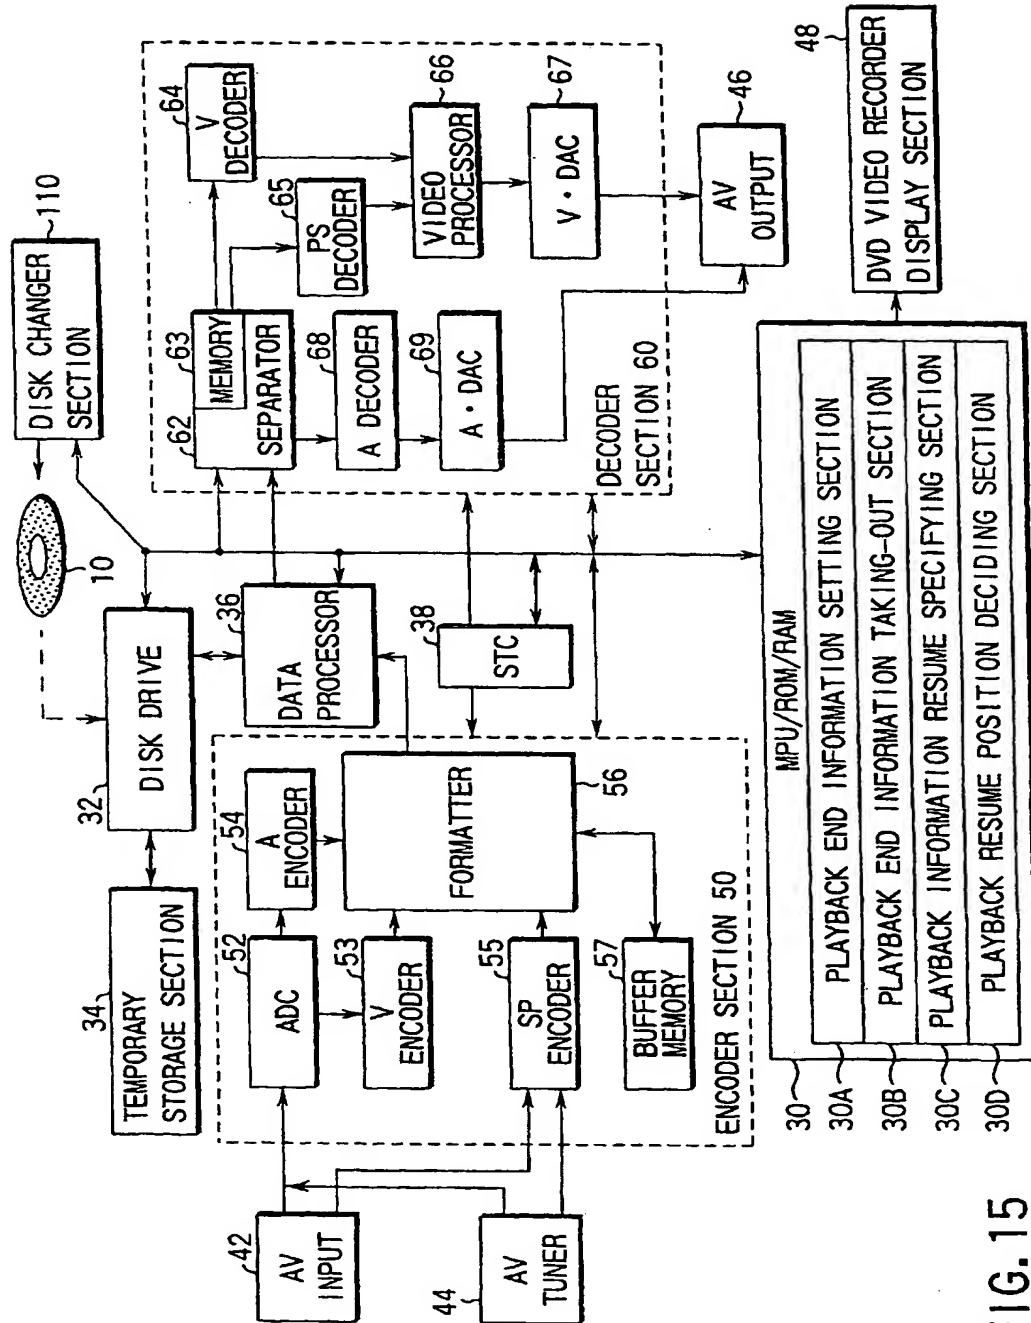 110
DISK CHANGER
SECTION
10
32
DISK DRIVE
34
TEMPORARY
STORAGE SECTION
36
DATA
PROCESSOR
38
STC
42
AV
INPUT
44
AV
TUNER
52
ADC
54
A
ENCODER
53
V
ENCODER
55
SP
ENCODER
56
FORMATTER
57
BUFFER
MEMORY
ENCODER SECTION 50
62
63
MEMORY
SEPARATOR
64
V
DECODER
65
PS
DECODER
66
VIDEO
PROCESSOR
67
V·DAC
68
A DECODER
69
A·DAC
DECODER
SECTION 60
46
AV
OUTPUT
48
DVD VIDEO RECORDER
DISPLAY SECTION
30
MPU/ROM/RAM
30A
PLAYBACK END INFORMATION SETTING SECTION
30B
PLAYBACK END INFORMATION TAKING-OUT SECTION
30C
PLAYBACK INFORMATION RESUME SPECIFYING SECTION
30D
PLAYBACK RESUME POSITION DECIDING SECTION
FIG. 15